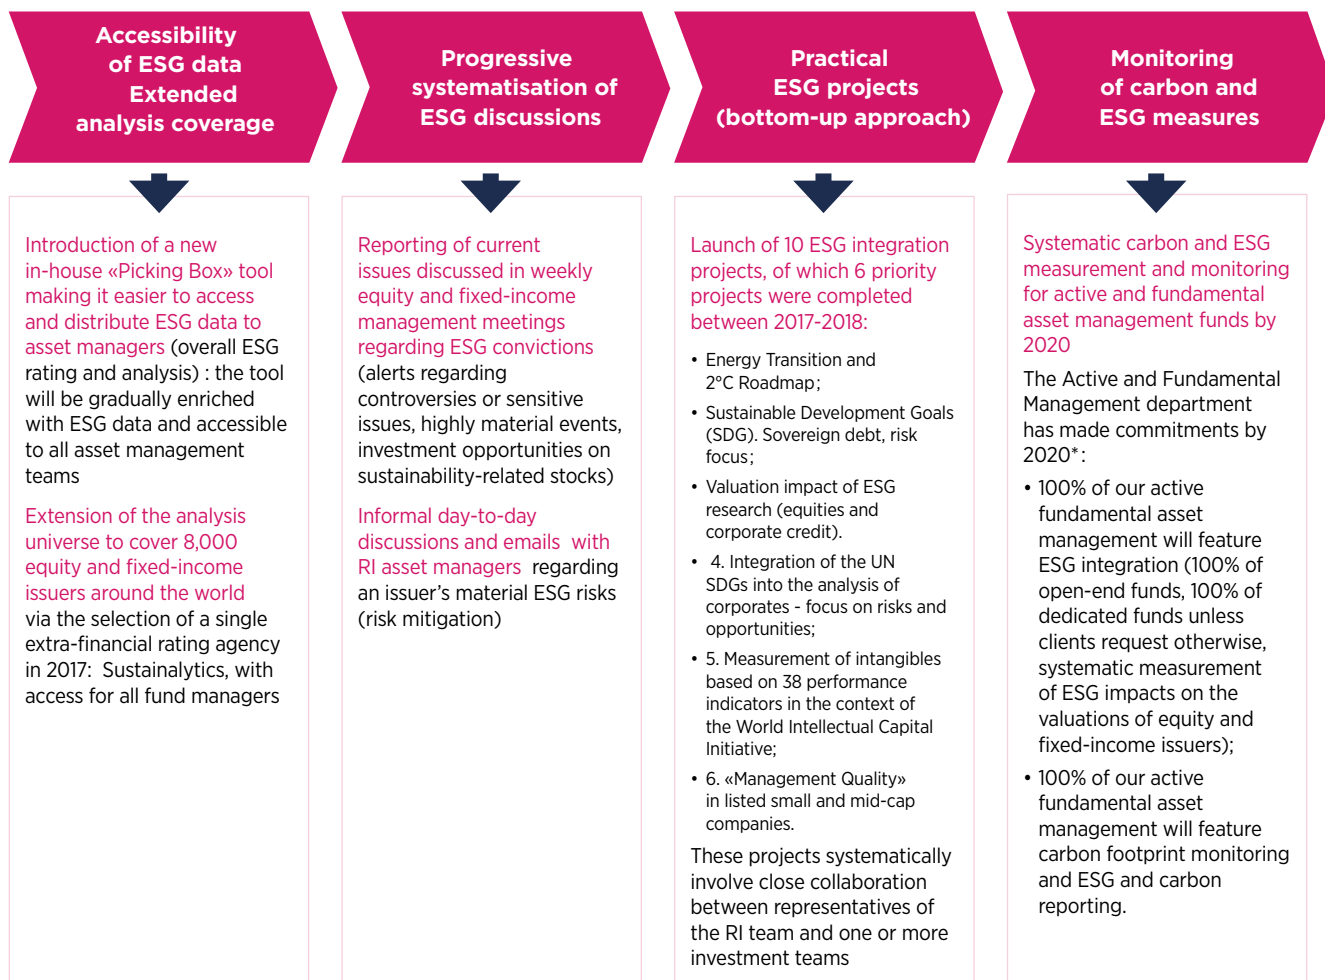 Accessibility
of ESG data
Extended
analysis coverage
Introduction of a new
in-house «Picking Box» tool
making it easier to access
and distribute ESG data to
asset managers (overall ESG
rating and analysis) : the tool
will be gradually enriched
with ESG data and accessible
to all asset management
teams
Extension of the analysis
universe to cover 8,000
equity and fixed-income
issuers around the world
via the selection of a single
extra-financial rating agency
in 2017: Sustainalytics, with
access for all fund managers
Progressive
systematisation of
ESG discussions
Reporting of current
issues discussed in weekly
equity and fixed-income
management meetings
regarding ESG convictions
(alerts regarding
controversies or sensitive
issues, highly material events,
investment opportunities on
sustainability-related stocks)
Informal day-to-day
discussions and emails with
RI asset managers regarding
an issuer's material ESG risks
(risk mitigation)
Practical
ESG projects
(bottom-up approach)
Launch of 10 ESG integration
projects, of which 6 priority
projects were completed
between 2017-2018:
• Energy Transition and
2°C Roadmap;
• Sustainable Development Goals
(SDG). Sovereign debt, risk
focus;
• Valuation impact of ESG
research (equities and
corporate credit).
• 4. Integration of the UN
SDGs into the analysis of
corporates - focus on risks and
opportunities;
• 5. Measurement of intangibles
based on 38 performance
indicators in the context of
the World Intellectual Capital
Initiative;
• 6. «Management Quality»
in listed small and mid-cap
companies.
These projects systematically
involve close collaboration
between representatives of
the RI team and one or more
investment teams
Monitoring
of carbon and
ESG measures
Systematic carbon and ESG
measurement and monitoring
for active and fundamental
asset management funds by
2020
The Active and Fundamental
Management department
has made commitments by
2020*:
• 100% of our active
fundamental asset
management will feature
ESG integration (100% of
open-end funds, 100% of
dedicated funds unless
clients request otherwise,
systematic measurement
of ESG impacts on the
valuations of equity and
fixed-income issuers);
• 100% of our active
fundamental asset
management will feature
carbon footprint monitoring
and ESG and carbon
reporting.